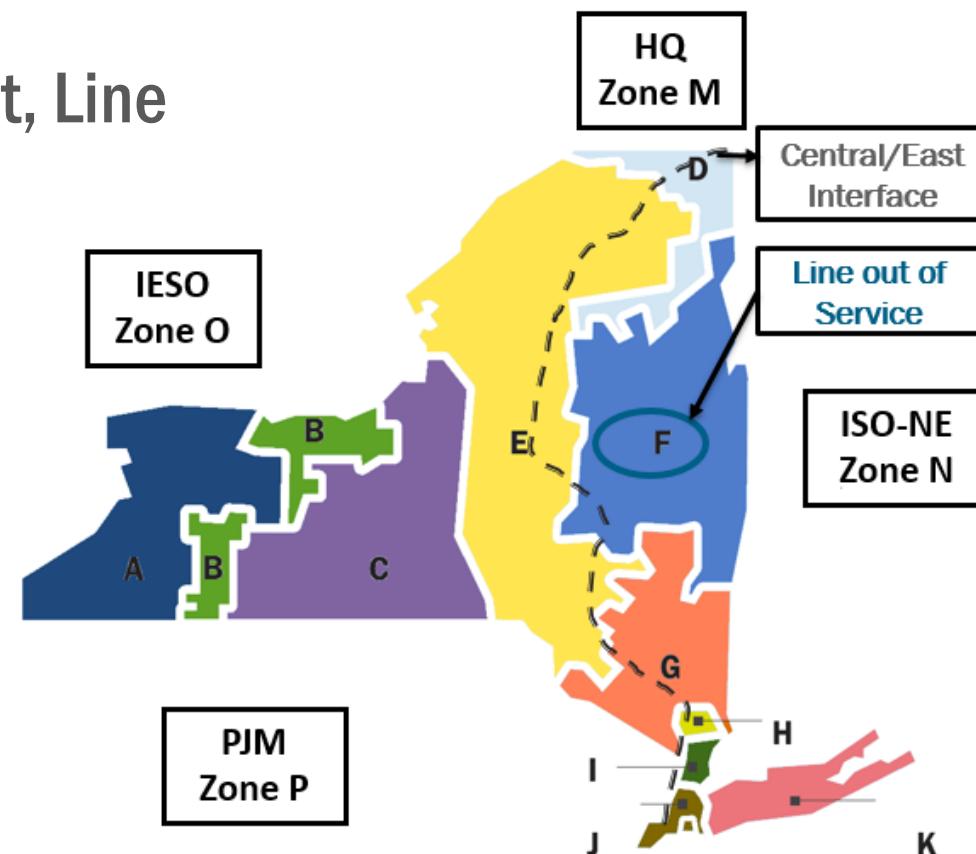 t, Line
HQ
Zone M
D
Central/East
Interface
Line out of
Service
IESO
Zone O
ISO-NE
Zone N
B
E
F
A
B
C
G
PJM
Zone P
H
I
J
K